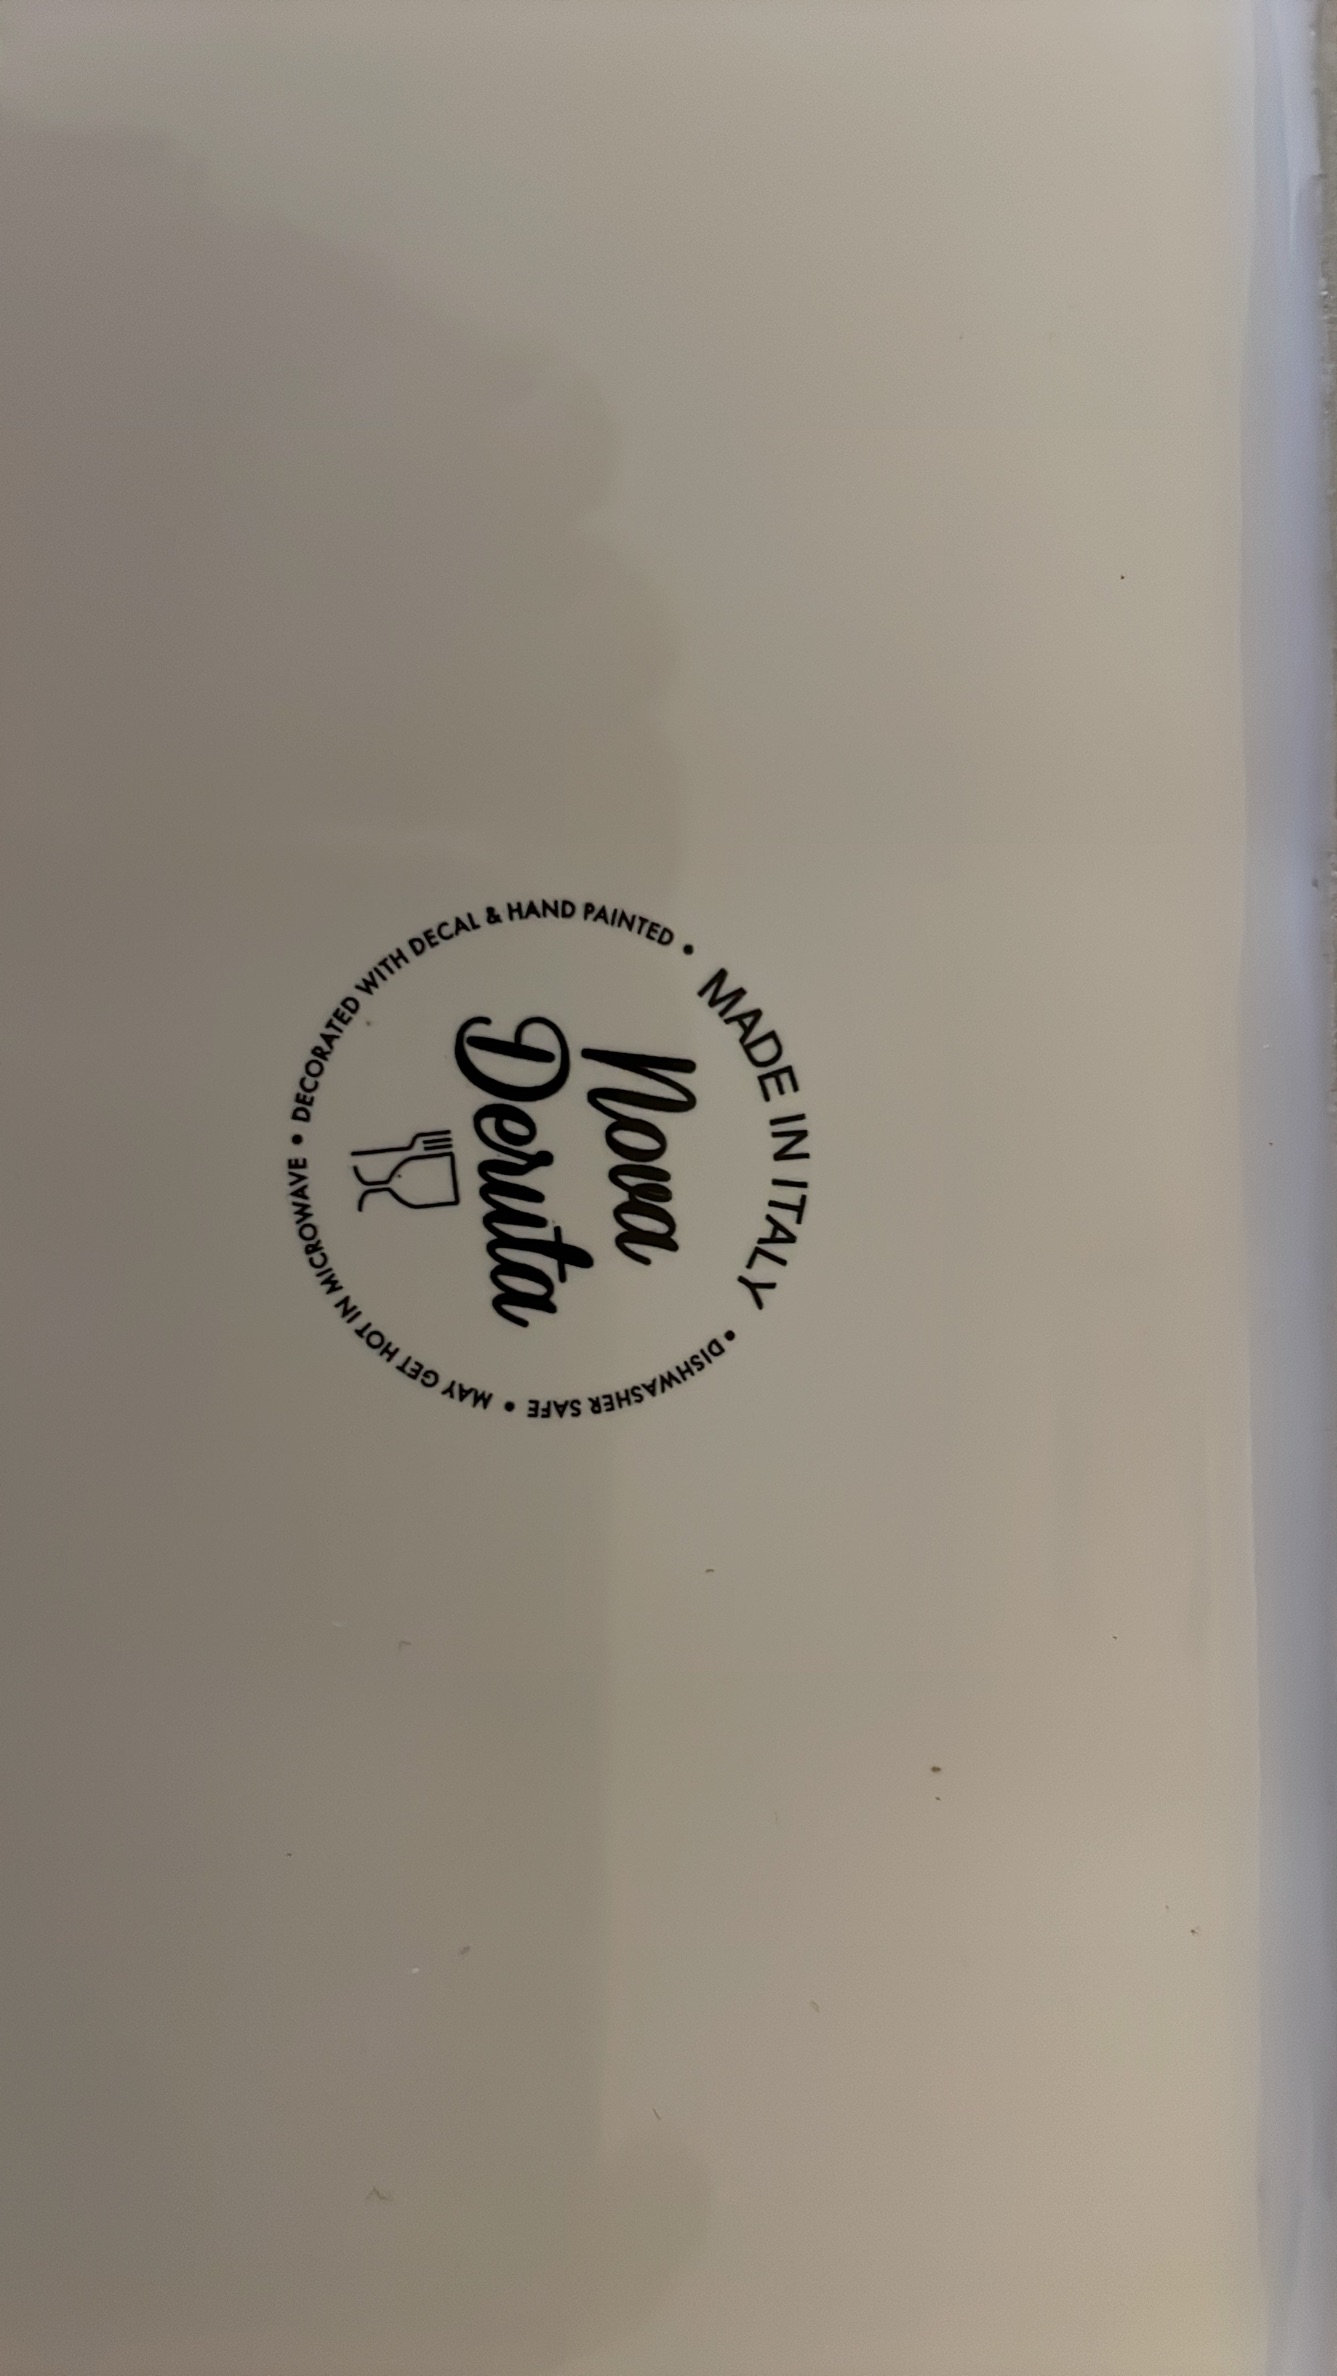 MADE IN ITALY
Nova
Deruta
• DISHWASHER SAFE • MAY GET HOT IN MICROWAVE • DECORATED WITH DECAL & HAND PAINTED •